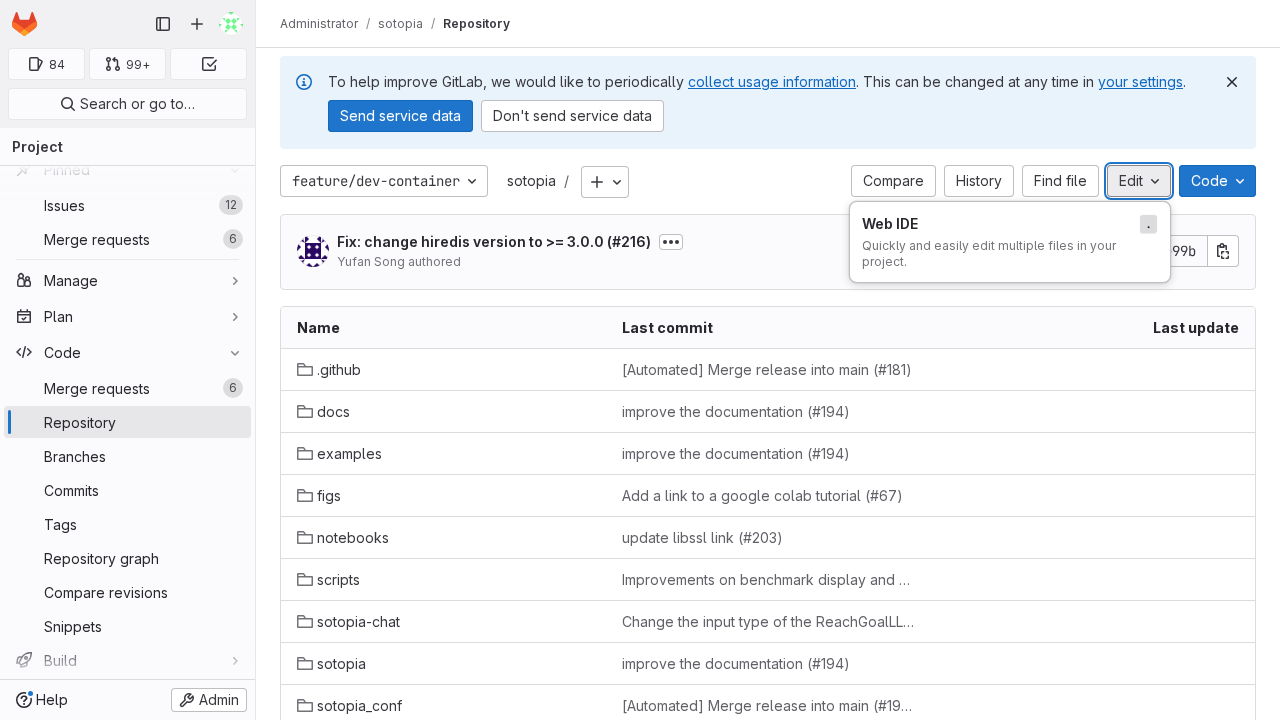 Administrator / sotopia / Repository
84
99+
Search or go to…
To help improve GitLab, we would like to periodically collect usage information. This can be changed at any time in your settings.
Send service data
Don't send service data
Project
Pinned
Issues 12
Merge requests 6
Manage
Plan
Code
Merge requests 6
Repository
Branches
Commits
Tags
Repository graph
Compare revisions
Snippets
Build
Help
Admin
feature/dev-container
sotopia /
Compare
History
Find file
Edit
Code
Web IDE .
Quickly and easily edit multiple files in your
project.
Fix: change hiredis version to >= 3.0.0 (#216)
Yufan Song authored
99b
Name Last commit Last update
.github [Automated] Merge release into main (#181)
docs improve the documentation (#194)
examples improve the documentation (#194)
figs Add a link to a google colab tutorial (#67)
notebooks update libssl link (#203)
scripts Improvements on benchmark display and …
sotopia-chat Change the input type of the ReachGoalLL…
sotopia improve the documentation (#194)
sotopia_conf [Automated] Merge release into main (#19…